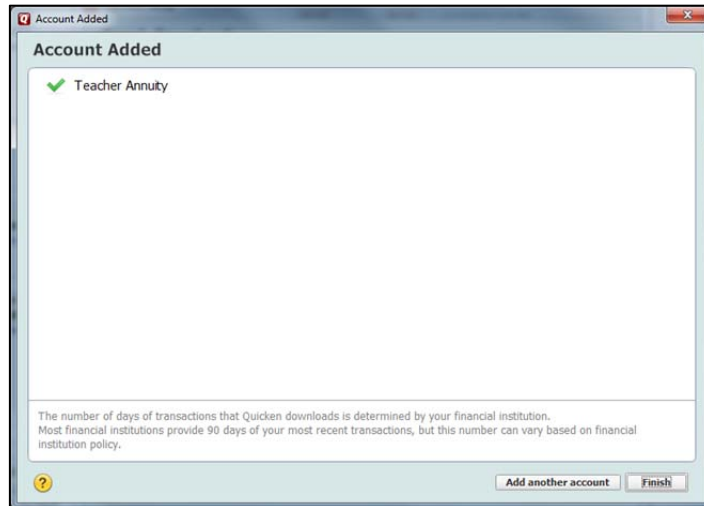 Account Added
Account Added
Teacher Annuity
The number of days of transactions that Quicken downloads is determined by your financial institution.
Most financial institutions provide 90 days of your most recent transactions, but this number can vary based on financial
institution policy.
?
Add another account
Finish